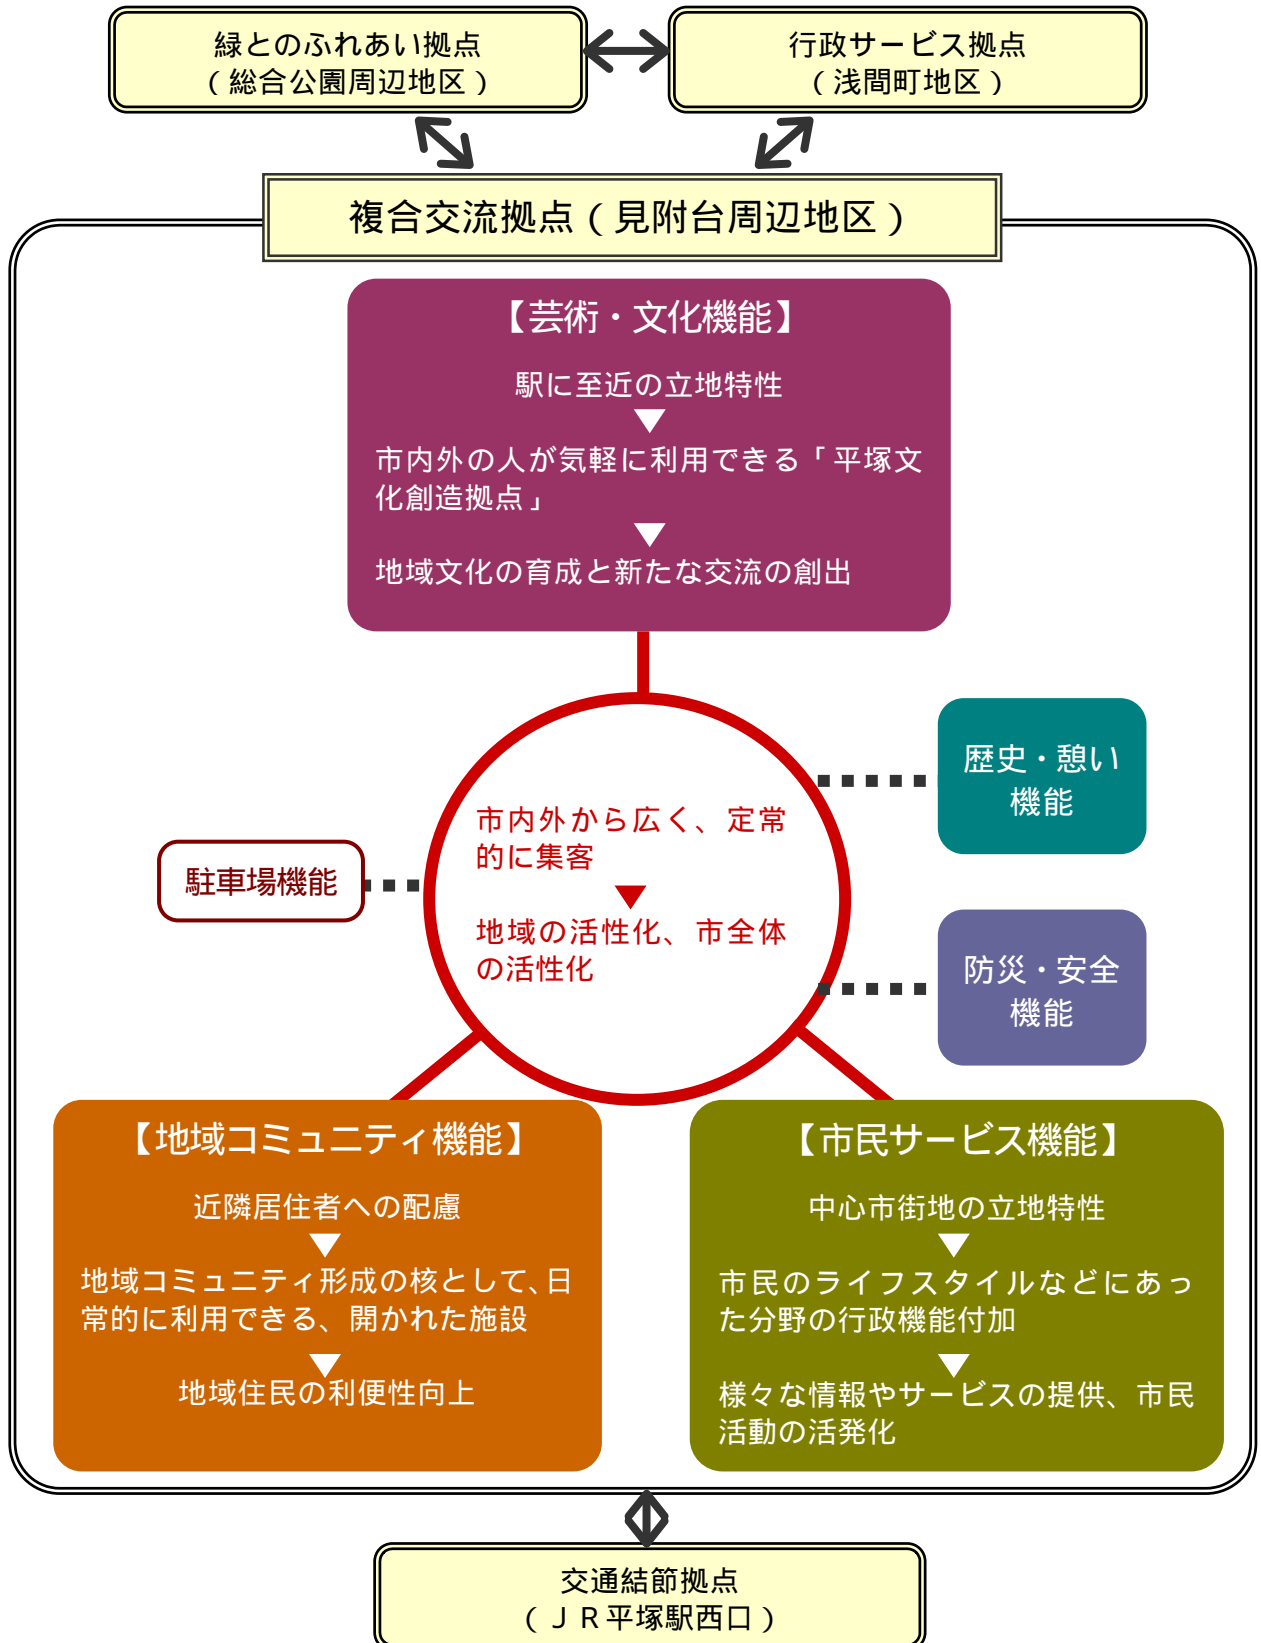 緑とのふれあい拠点
（総合公園周辺地区）
行政サービス拠点
（浅間町地区）
複合交流拠点（見附台周辺地区）
【芸術・文化機能】
駅に至近の立地特性
市内外の人が気軽に利用できる「平塚文
化創造拠点」
地域文化の育成と新たな交流の創出
歴史・憩い
機能
市内外から広く、定常
的に集客
駐車場機能
地域の活性化、市全体
の活性化
防災・安全
機能
【地域コミュニティ機能】
近隣居住者への配慮
地域コミュニティ形成の核として、日
常的に利用できる、開かれた施設
地域住民の利便性向上
【市民サービス機能】
中心市街地の立地特性
市民のライフスタイルなどにあっ
た分野の行政機能付加
様々な情報やサービスの提供、市民
活動の活発化
交通結節拠点
（ＪＲ平塚駅西口）